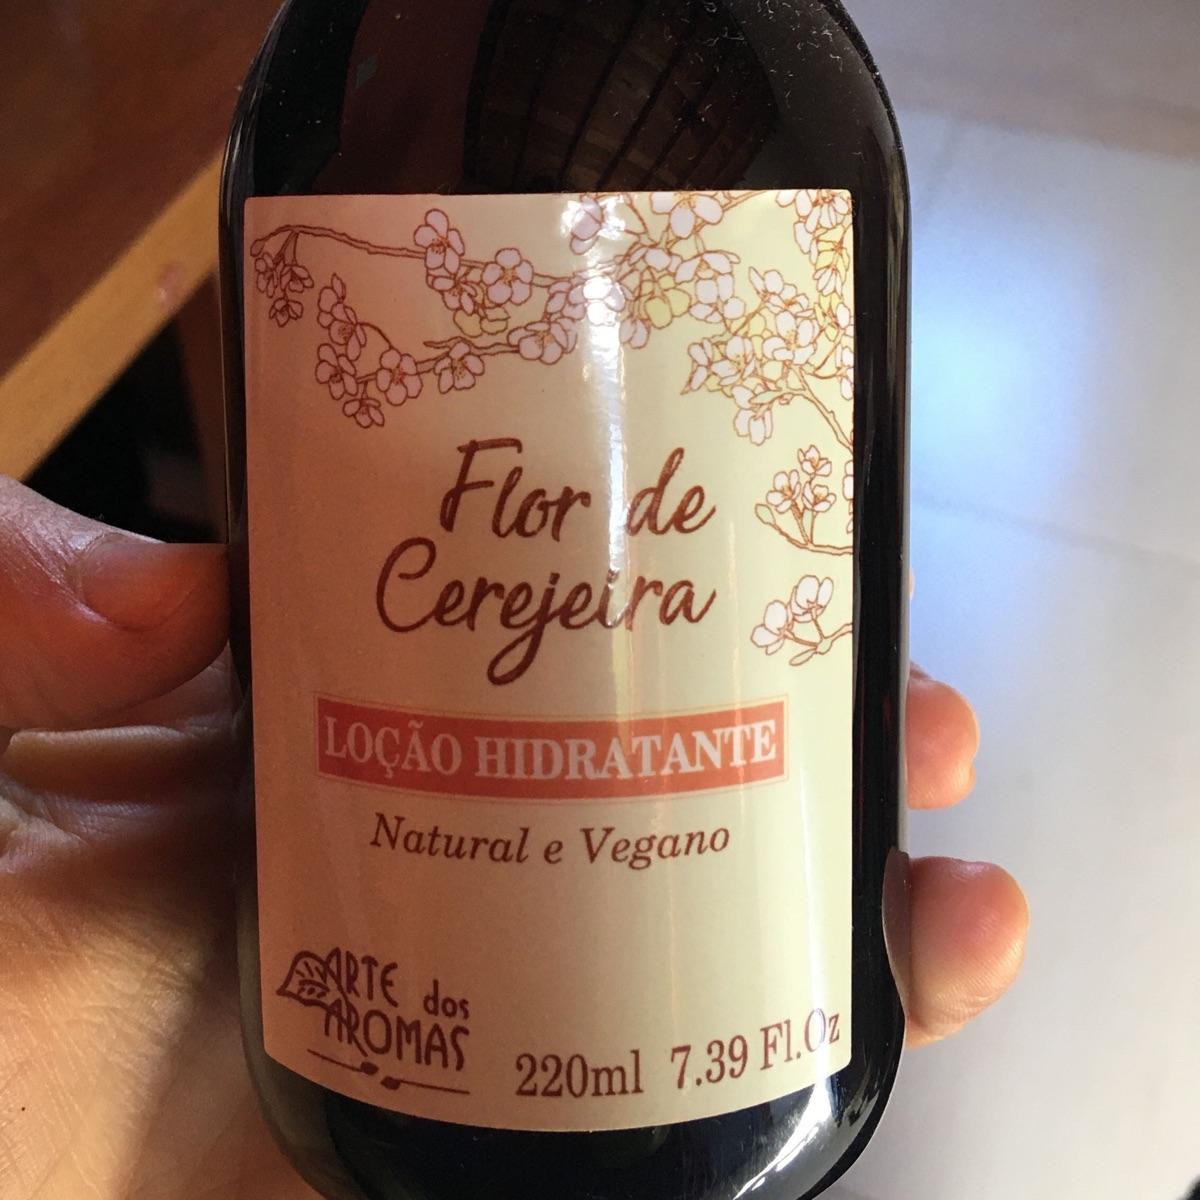 Flor de
Cerejeira
LOÇÃO HIDRATANTE
Natural e Vegano
ARTE dos
AROMAS
220ml 7.39 Fl.Oz